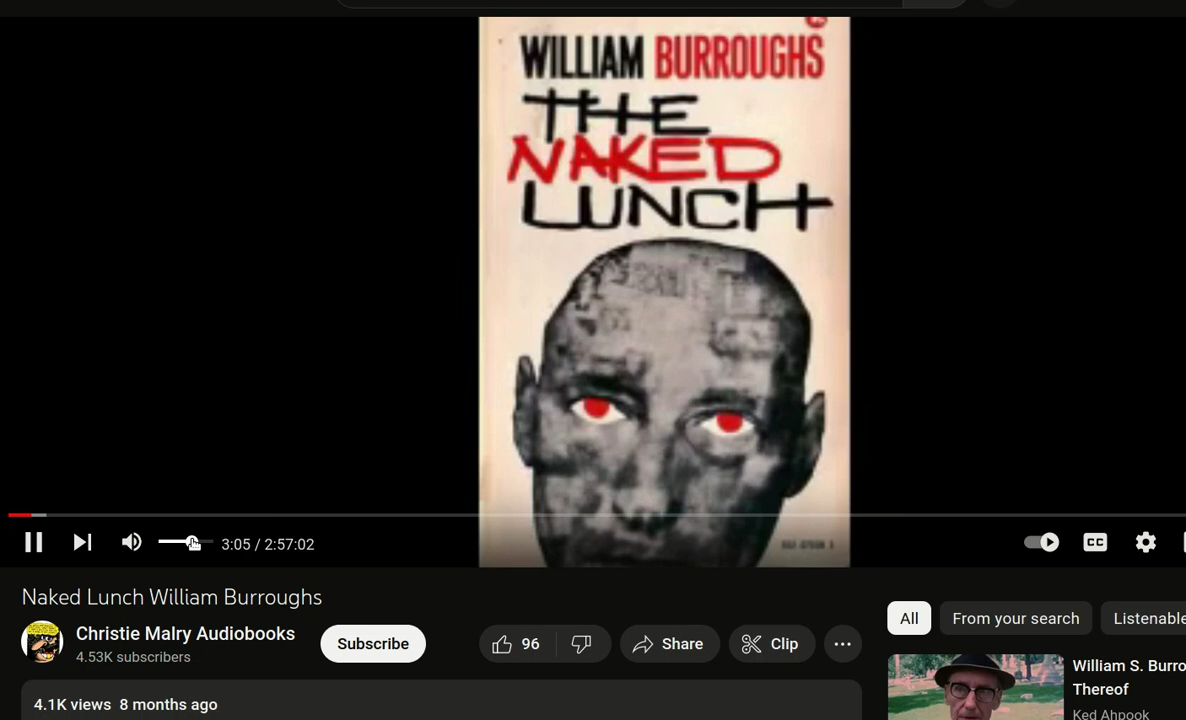 WILLIAM BURROUGHS
THE
NAKED
LUNCH
3:05 / 2:57:02
CC
Naked Lunch William Burroughs
Christie Malry Audiobooks
4.53K subscribers
Subscribe
96
Share
Clip
4.1K views 8 months ago
All
From your search
Listenable
William S. Burro
Thereof
Ked Ahpook